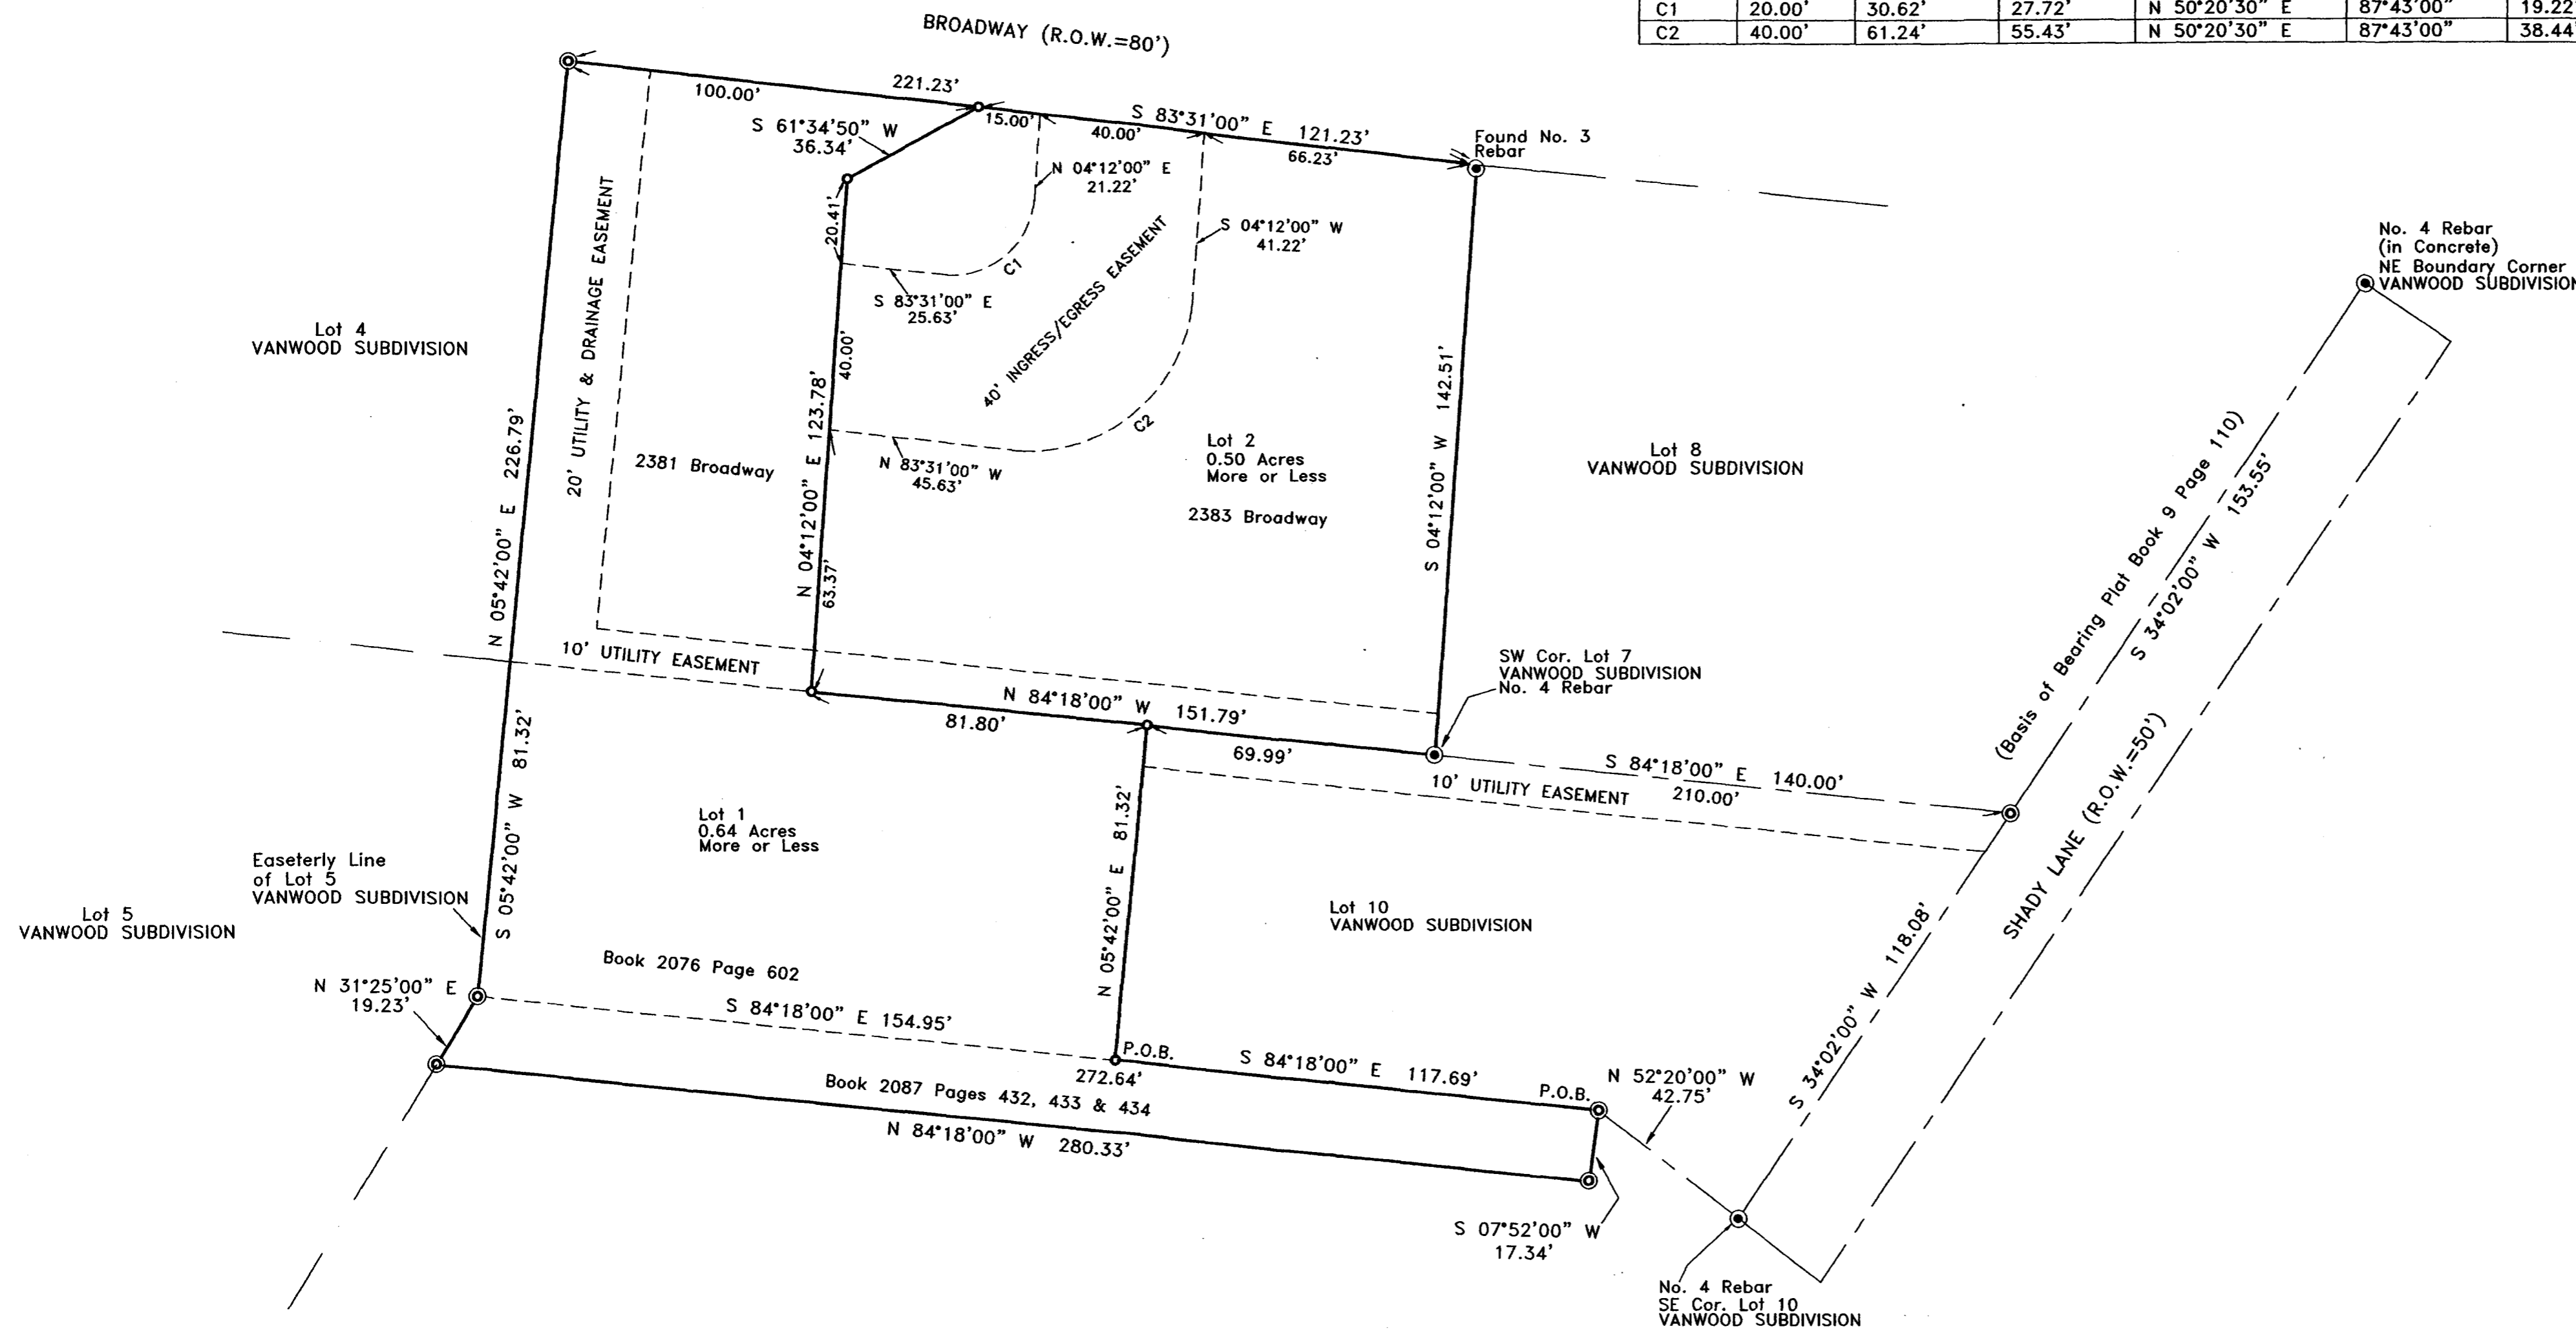 C1 20.00' 30.62' 27.72' N 50°20'30" E 87°43'00" 19.22'
C2 40.00' 61.24' 55.43' N 50°20'30" E 87°43'00" 38.44'
BROADWAY (R.O.W.=80')
221.23'
100.00'
S 83°31'00" E 121.23'
15.00'
40.00'
66.23'
S 61°34'50" W
36.34'
Found No. 3
Rebar
N 04°12'00" E
21.22'
S 04°12'00" W
41.22'
No. 4 Rebar
(in Concrete)
NE Boundary Corner
VANWOOD SUBDIVISION
20.41'
C1
S 83°31'00" E
25.63'
40' INGRESS/EGRESS EASEMENT
20' UTILITY & DRAINAGE EASEMENT
Lot 4
VANWOOD SUBDIVISION
40.00'
S 04°12'00" W 142.51'
C2
N 83°31'00" W
45.63'
N 05°42'00" E 226.79'
2381 Broadway
N 04°12'00" E 123.78'
63.37'
Lot 2
0.50 Acres
More or Less
2383 Broadway
Lot 8
VANWOOD SUBDIVISION
(Basis of Bearing Plat Book 9 Page 110)
S 34°02'00" W 153.55'
SHADY LANE (R.O.W.=50')
10' UTILITY EASEMENT
N 84°18'00" W 151.79'
81.80'
69.99'
SW Cor. Lot 7
VANWOOD SUBDIVISION
No. 4 Rebar
S 84°18'00" E 140.00'
10' UTILITY EASEMENT 210.00'
S 05°42'00" W 81.32'
Lot 1
0.64 Acres
More or Less
N 05°42'00" E 81.32'
Easeterly Line
of Lot 5
VANWOOD SUBDIVISION
Lot 5
VANWOOD SUBDIVISION
Lot 10
VANWOOD SUBDIVISION
S 34°02'00" W 118.08'
Book 2076 Page 602
N 31°25'00" E
19.23'
S 84°18'00" E 154.95'
P.O.B.
S 84°18'00" E 117.69'
272.64'
P.O.B.
N 52°20'00" W
42.75'
Book 2087 Pages 432, 433 & 434
N 84°18'00" W 280.33'
S 07°52'00" W
17.34'
No. 4 Rebar
SE Cor. Lot 10
VANWOOD SUBDIVISION